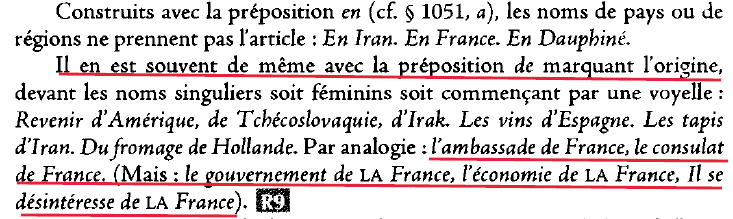 Construits avec la préposition en (cf. § 1051, a), les noms de pays ou de
régions ne prennent pas l'article : En Iran. En France. En Dauphiné.
Il en est souvent de même avec la préposition de marquant l'origine,
devant les noms singuliers soit féminins soit commençant par une voyelle :
Revenir d'Amérique, de Tchécoslovaquie, d'Irak. Les vins d'Espagne. Les tapis
d'Iran. Du fromage de Hollande. Par analogie : l'ambassade de France, le consulat
de France. (Mais : le gouvernement de LA France, l'économie de LA France, Il se
désintéresse de LA France). R9